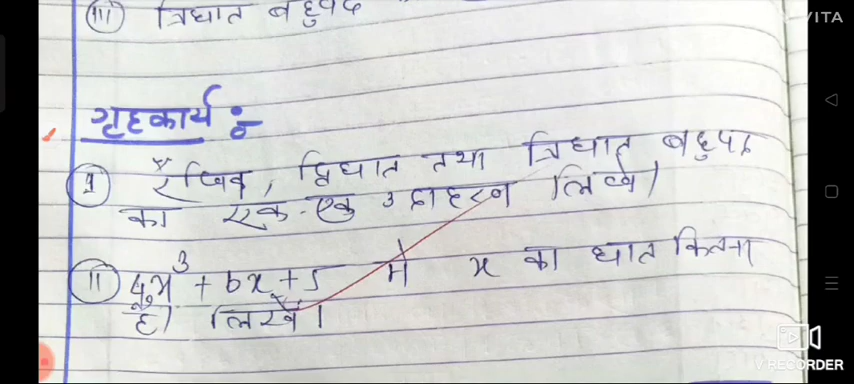 III त्रिघात बहुपद
VITA
गृहकार्य :-
I रैखिक, द्विघात तथा त्रिघात बहुपद
का एक-एक उदाहरण लिखें।
II 4x³ + 6x + 5 में x का घात कितना
है। लिखें।
V RECORDER